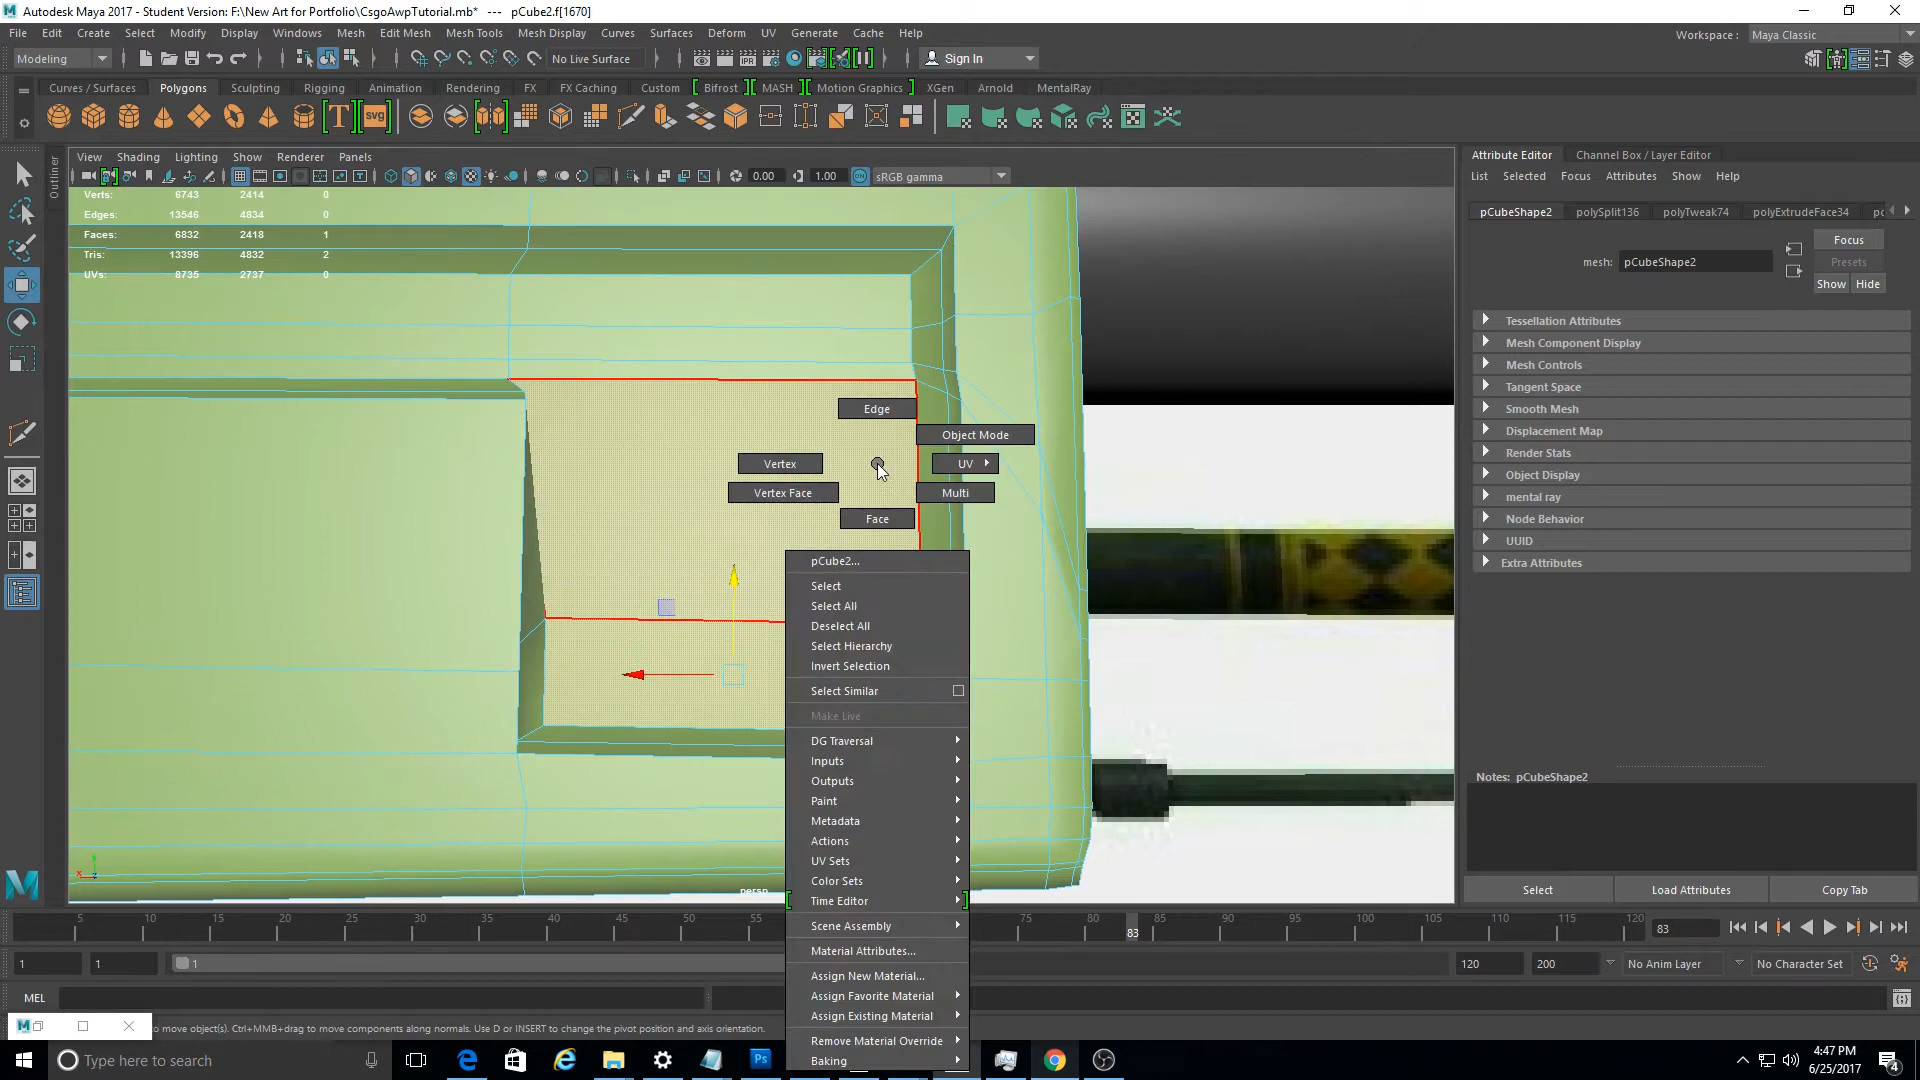 Autodesk Maya 2017 - Student Version: F:\New Art for Portfolio\CsgoAwpTutorial.mb*   ---   pCube2.f[1670]
File Edit Create Select Modify Display Windows Mesh Edit Mesh Mesh Tools Mesh Display Curves Surfaces Deform UV Generate Cache Help
Workspace : Maya Classic
Modeling No Live Surface Sign In
Curves / Surfaces Polygons Sculpting Rigging Animation Rendering FX FX Caching Custom Bifrost MASH Motion Graphics XGen Arnold MentalRay
T svg
View Shading Lighting Show Renderer Panels
0.00 1.00 ON sRGB gamma
Outliner
Verts: 6743 2414 0
Edges: 13546 4834 0
Faces: 6832 2418 1
Tris: 13396 4832 2
UVs: 8735 2737 0
Edge
Object Mode
Vertex
UV
Vertex Face
Multi
Face
pCube2...
Select
Select All
Deselect All
Select Hierarchy
Invert Selection
Select Similar
Make Live
DG Traversal
Inputs
Outputs
Paint
Metadata
Actions
UV Sets
Color Sets
Time Editor
Scene Assembly
Material Attributes...
Assign New Material...
Assign Favorite Material
Assign Existing Material
Remove Material Override
Baking
persp
Attribute Editor Channel Box / Layer Editor
List Selected Focus Attributes Show Help
pCubeShape2 polySplit136 polyTweak74 polyExtrudeFace34
Focus
mesh: pCubeShape2
Presets
Show Hide
Tessellation Attributes
Mesh Component Display
Mesh Controls
Tangent Space
Smooth Mesh
Displacement Map
Render Stats
Object Display
mental ray
Node Behavior
UUID
Extra Attributes
Notes: pCubeShape2
Select Load Attributes Copy Tab
5 10 15 20 25 30 35 40 45 50 55 75 80 85 90 95 100 105 110 115 120
83 83
1 1 1 120 200 No Anim Layer No Character Set
MEL
to move object(s). Ctrl+MMB+drag to move components along normals. Use D or INSERT to change the pivot position and axis orientation.
Type here to search
Ps
4:47 PM
6/25/2017
4